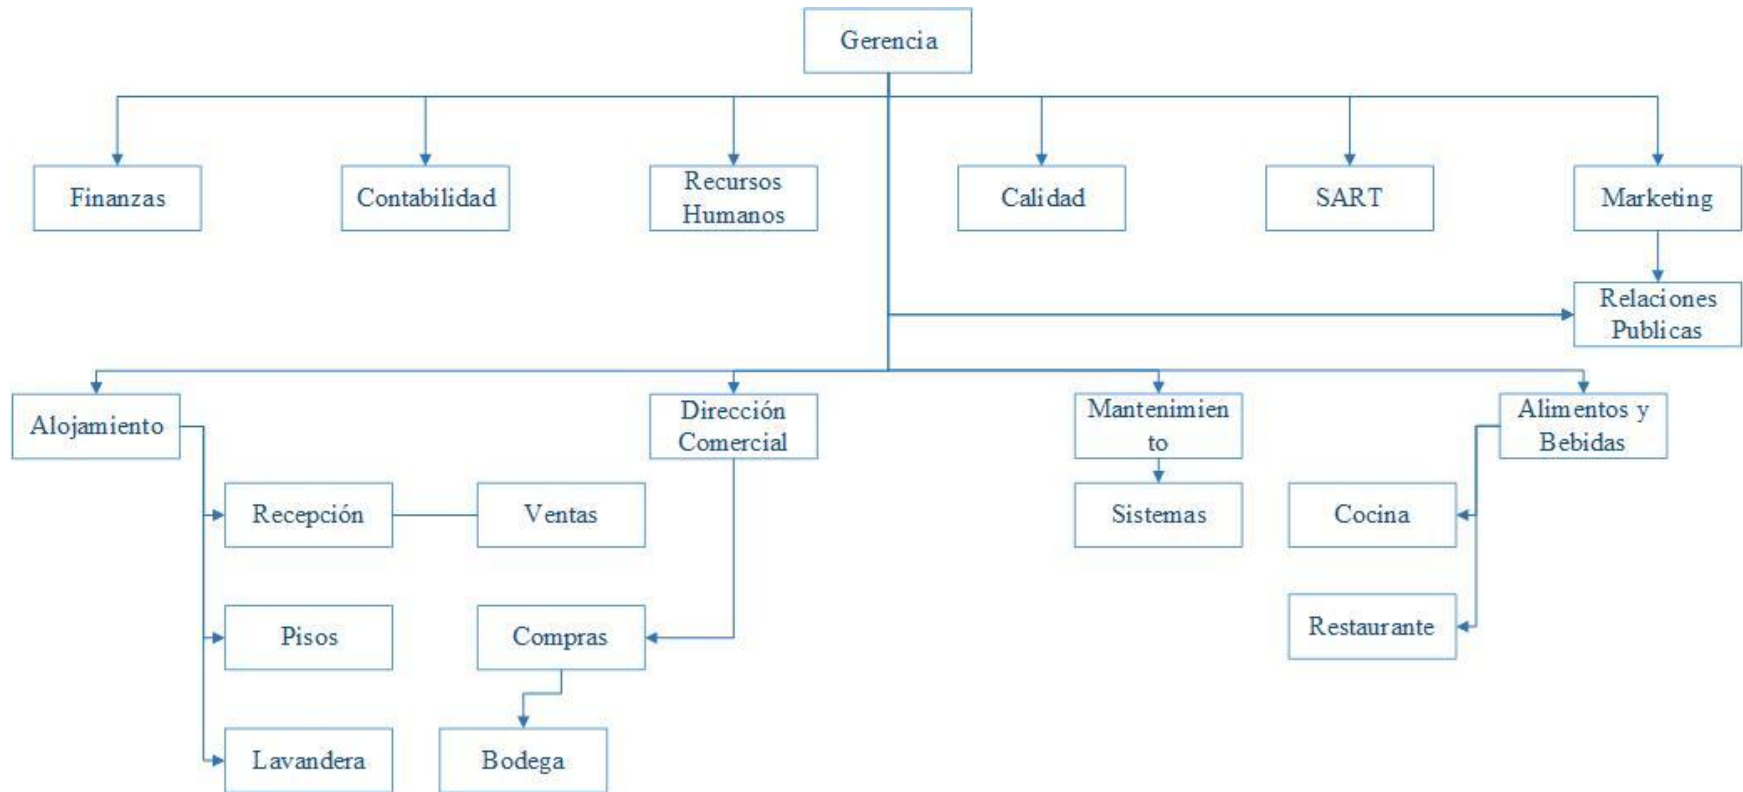 Gerencia
Finanzas
Contabilidad
Recursos
Humanos
Calidad
SART
Marketing
Relaciones
Publicas
Alojamiento
Dirección
Comercial
Mantenimien
to
Alimentos y
Bebidas
Recepción
Ventas
Sistemas
Cocina
Pisos
Compras
Restaurante
Lavandera
Bodega